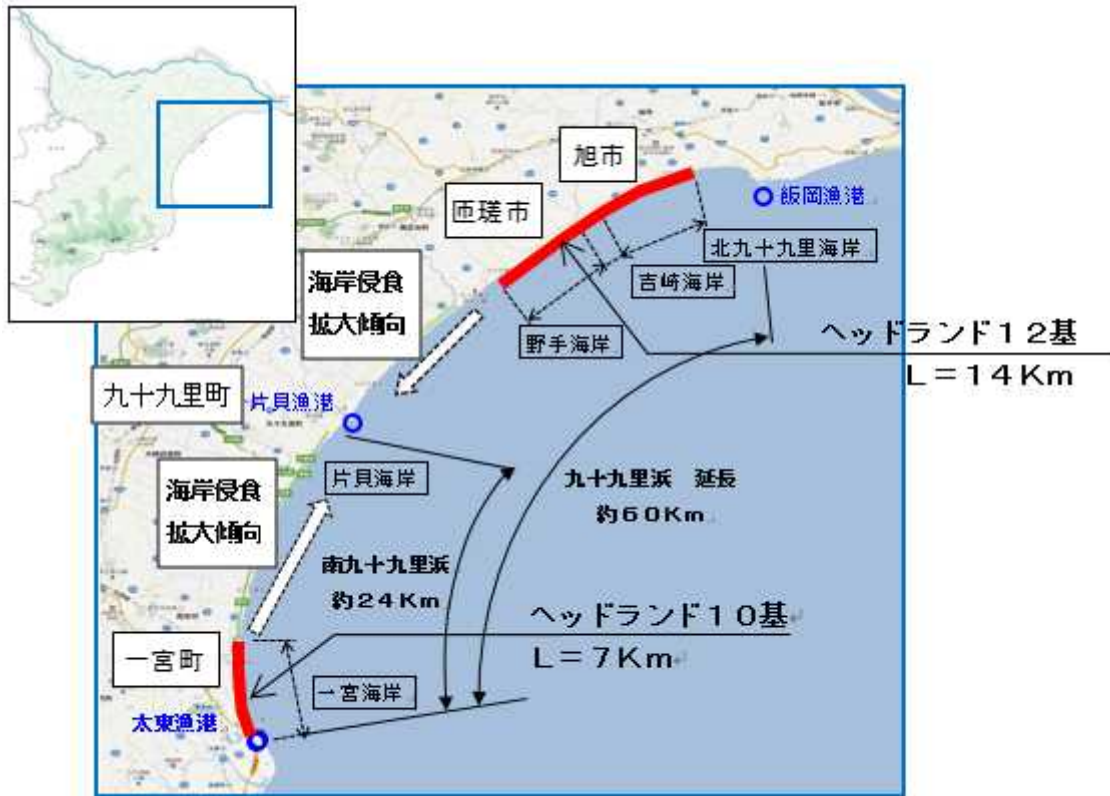 旭市
匝瑳市
飯岡漁港
北九十九里海岸
吉崎海岸
野手海岸
海岸侵食
拡大傾向
ヘッドランド12基
L=14Km
九十九里町
片貝漁港
片貝海岸
九十九里浜 延長
約60Km
海岸侵食
拡大傾向
南九十九里浜
約24Km
ヘッドランド10基
L=7Km
一宮町
一宮海岸
太東漁港